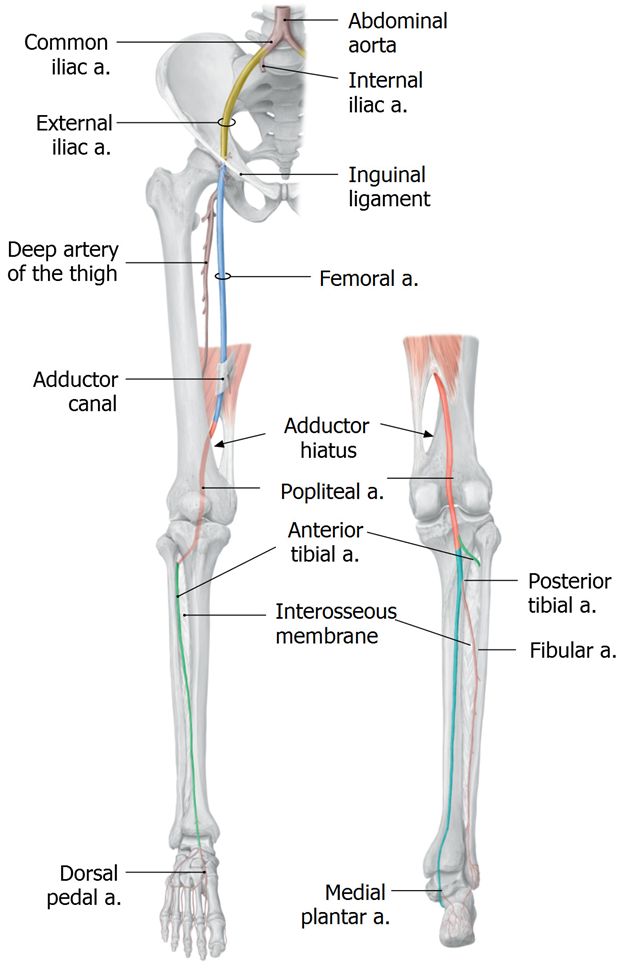 Abdominal
aorta
Common
iliac a.
Internal
iliac a.
External
iliac a.
Inguinal
ligament
Deep artery
of the thigh
Femoral a.
Adductor
canal
Adductor
hiatus
Popliteal a.
Anterior
tibial a.
Posterior
tibial a.
Interosseous
membrane
Fibular a.
Dorsal
pedal a.
Medial
plantar a.